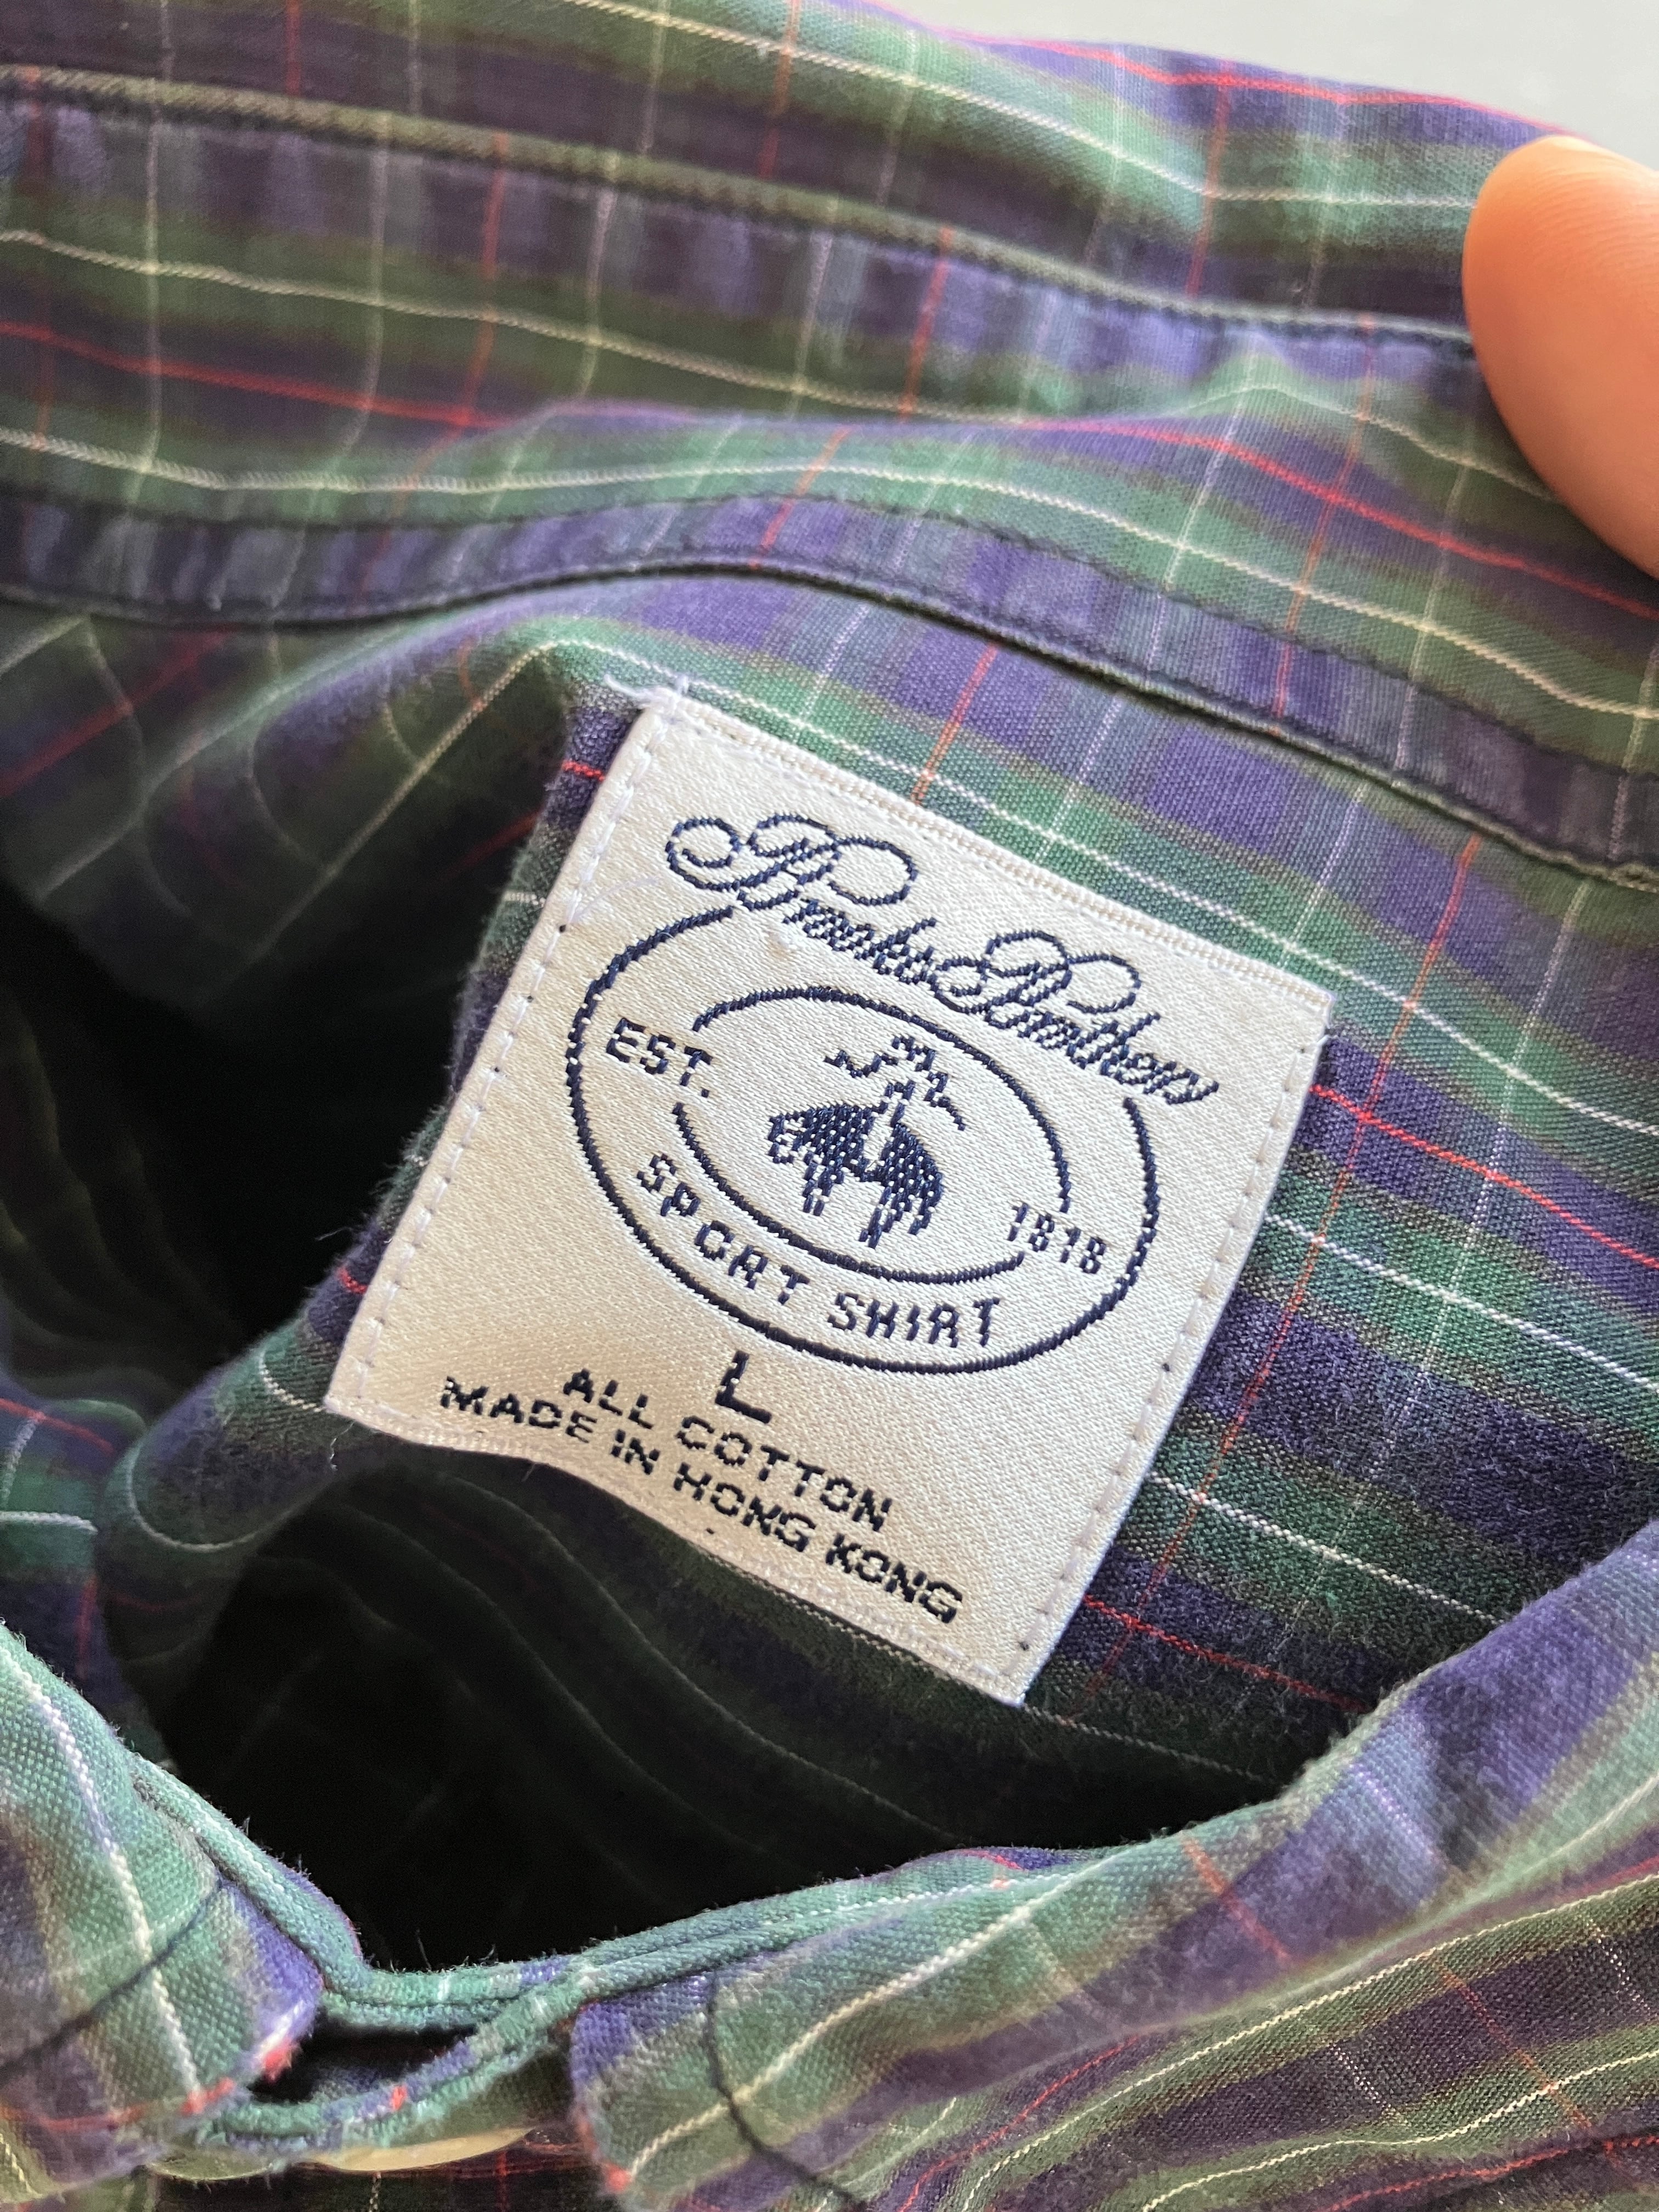 Brooks Brothers
EST. 1818
SPORT SHIRT
L
ALL COTTON
MADE IN HONG KONG